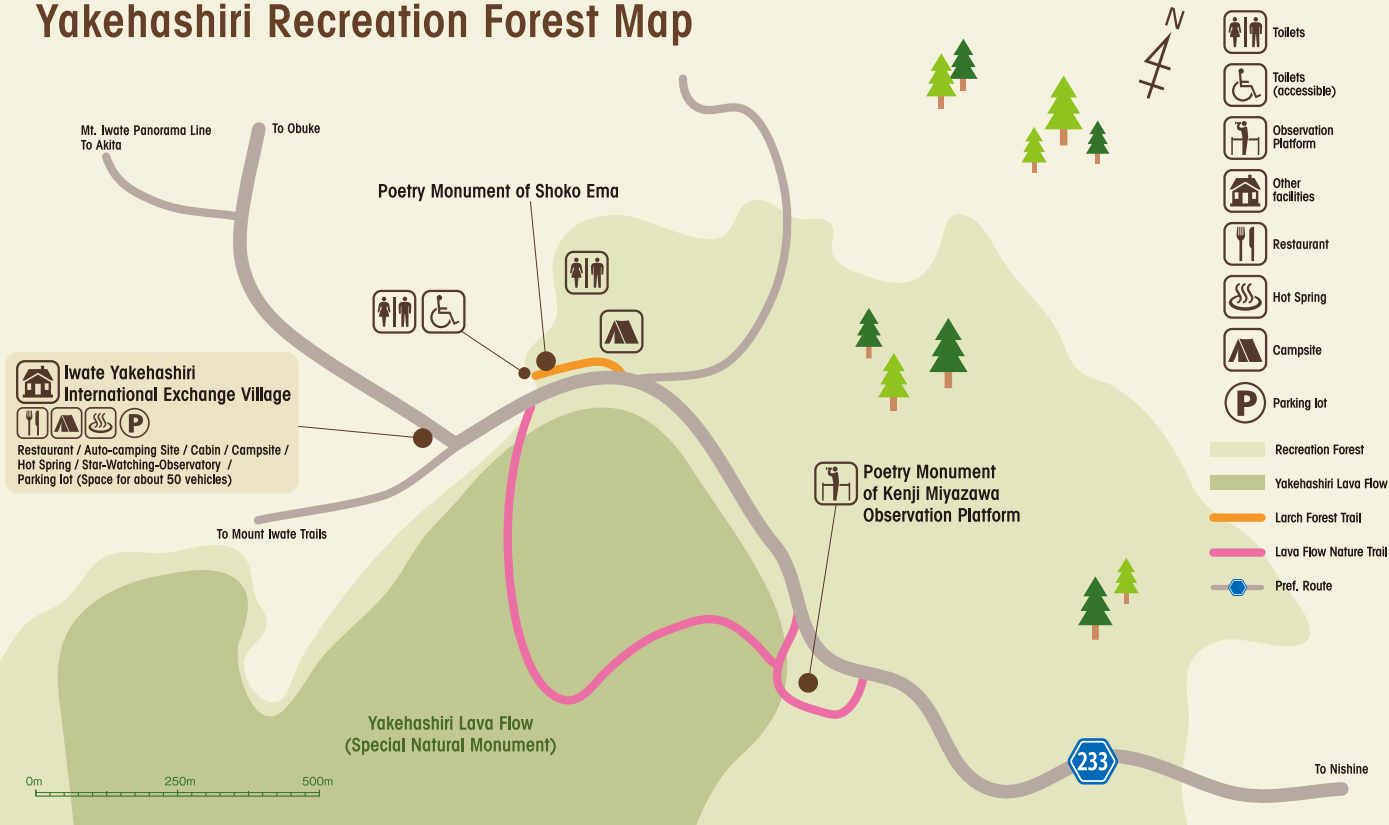 Yakehashiri Recreation Forest Map
N
Mt. Iwate Panorama Line
To Akita
To Obuke
Poetry Monument of Shoko Ema
Iwate Yakehashiri
International Exchange Village
P
Restaurant / Auto-camping Site / Cabin / Campsite /
Hot Spring / Star-Watching-Observatory /
Parking lot (Space for about 50 vehicles)
To Mount Iwate Trails
Poetry Monument
of Kenji Miyazawa
Observation Platform
Yakehashiri Lava Flow
(Special Natural Monument)
0m 250m 500m
233
To Nishine
Toilets
Toilets
(accessible)
Observation
Platform
Other
facilities
Restaurant
Hot Spring
Campsite
P Parking lot
Recreation Forest
Yakehashiri Lava Flow
Larch Forest Trail
Lava Flow Nature Trail
Pref. Route